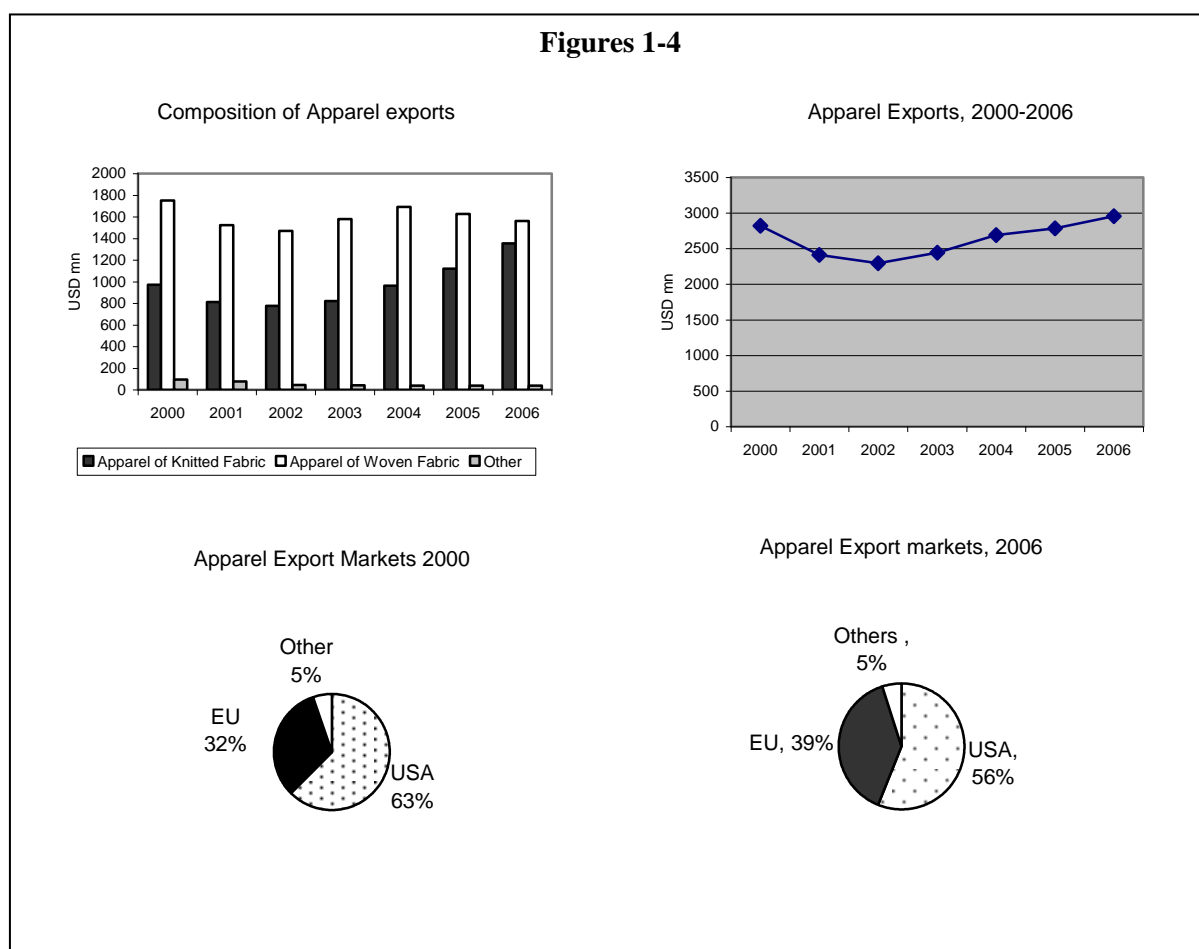 Figures 1-4
Composition of Apparel exports
2000
1800
1600
1400
1200
1000
800
600
400
200
0
USD mn
2000 2001 2002 2003 2004 2005 2006
Apparel of Knitted Fabric Apparel of Woven Fabric Other
Apparel Exports, 2000-2006
3500
3000
2500
2000
1500
1000
500
0
USD mn
2000 2001 2002 2003 2004 2005 2006
Apparel Export Markets 2000
Other
5%
EU
32%
USA
63%
Apparel Export markets, 2006
Others ,
5%
EU, 39%
USA,
56%